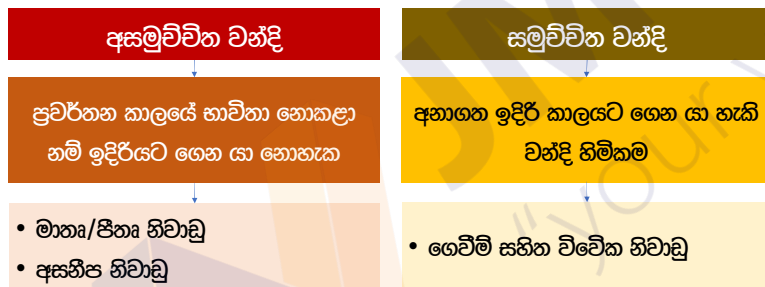 අසමුච්චිත වන්දි
ප්‍රවර්තන කාලයේ භාවිතා නොකළා
නම් ඉදිරියට ගෙන යා නොහැක
• මාතෘ/පීතෘ නිවාඩු
• අසනීප නිවාඩු
සමුච්චිත වන්දි
අනාගත ඉදිරි කාලයට ගෙන යා හැකි
වන්දි හිමිකම
• ගෙවීම් සහිත විවේක නිවාඩු
"your